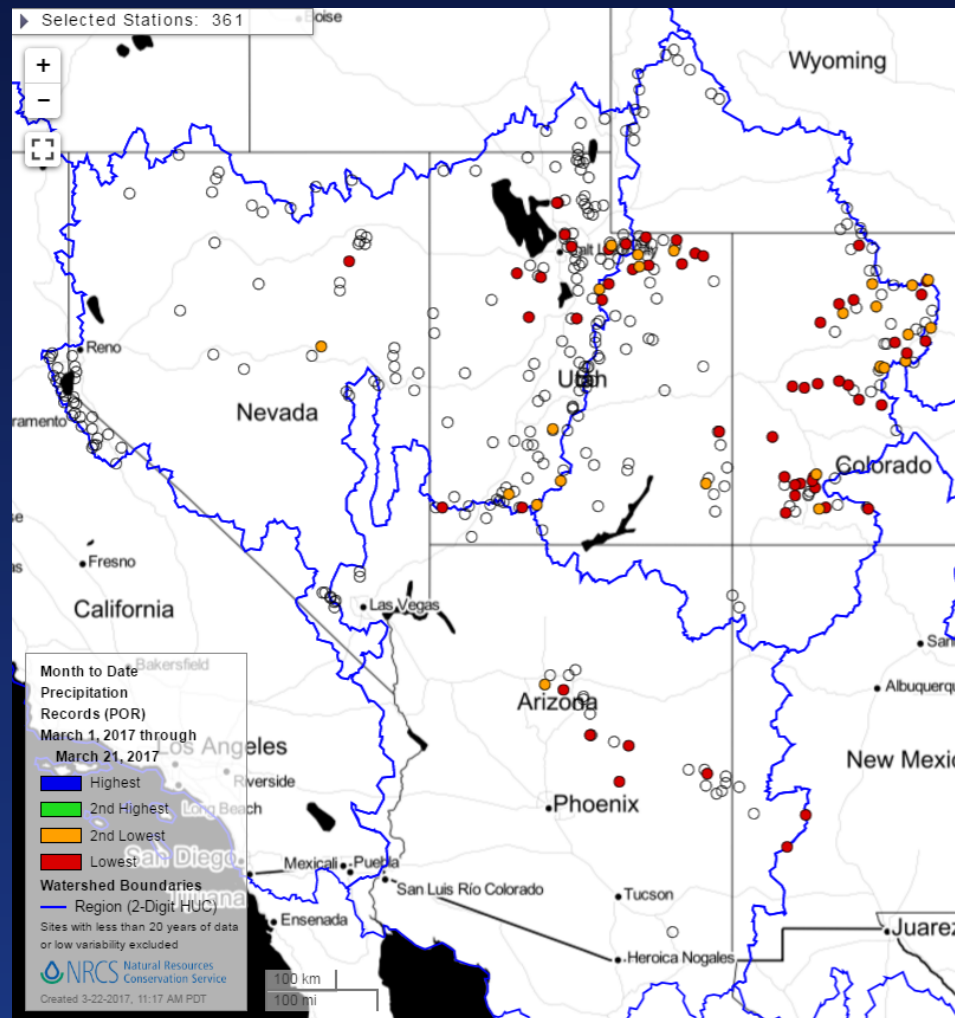 Selected Stations: 361
+
−
Boise
Wyoming
Reno
Nevada
Utah
Colorado
Fresno
California
Las Vegas
Bakersfield
Arizona
Albuquerqu
New Mexic
Los Angeles
Riverside
Long Beach
Phoenix
San Diego
Mexicali
Puebla
San Luis Río Colorado
Tucson
Ensenada
Juarez
Heroica Nogales
Month to Date
Precipitation
Records (POR)
March 1, 2017 through
March 21, 2017
Highest
2nd Highest
2nd Lowest
Lowest
Watershed Boundaries
Region (2-Digit HUC)
Sites with less than 20 years of data
or low variability excluded
NRCS Natural Resources
Conservation Service
Created 3-22-2017, 11:17 AM PDT
100 km
100 mi